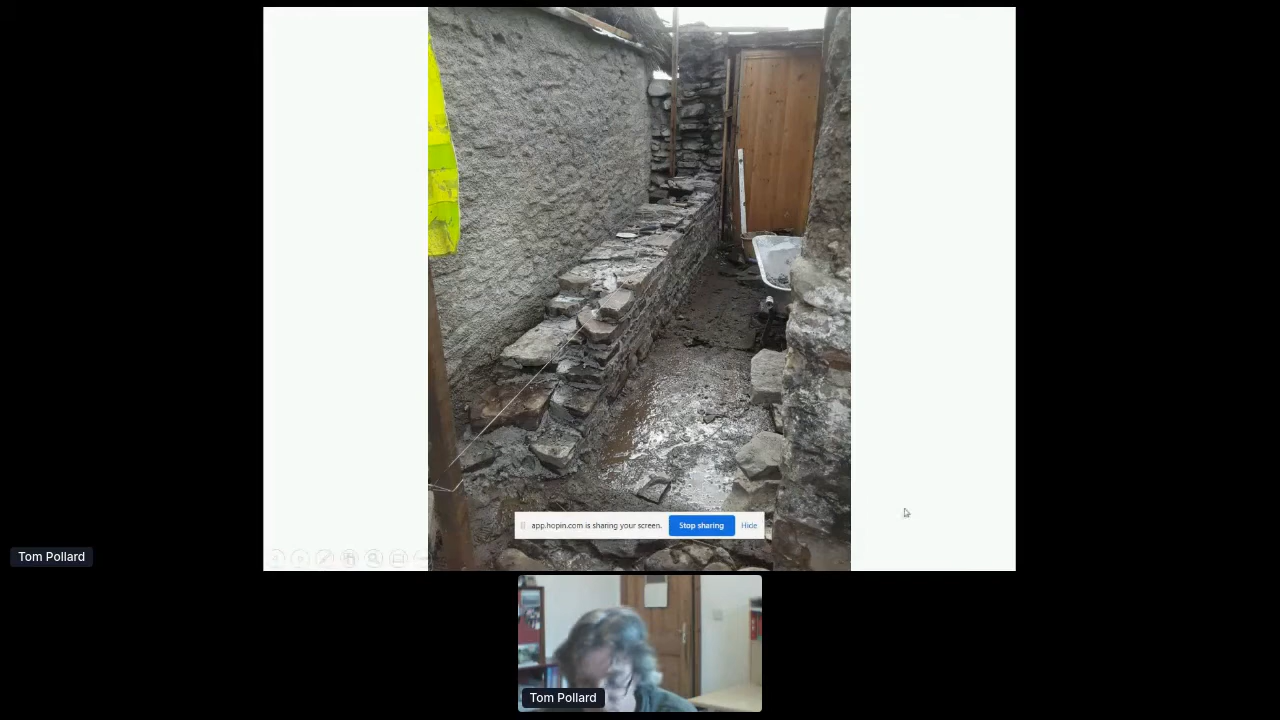 app.hopin.com is sharing your screen.
Stop sharing
Hide
Tom Pollard
Tom Pollard